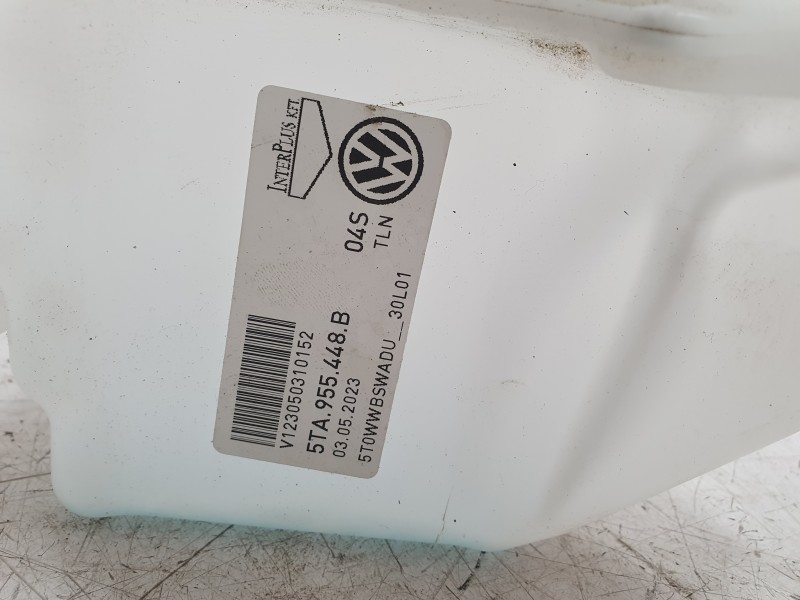 INTERPLUS KFT.
04S
TLN
V123050310152
5TA.955.448.B
03.05.2023
5T0WWBSWADU__30L01